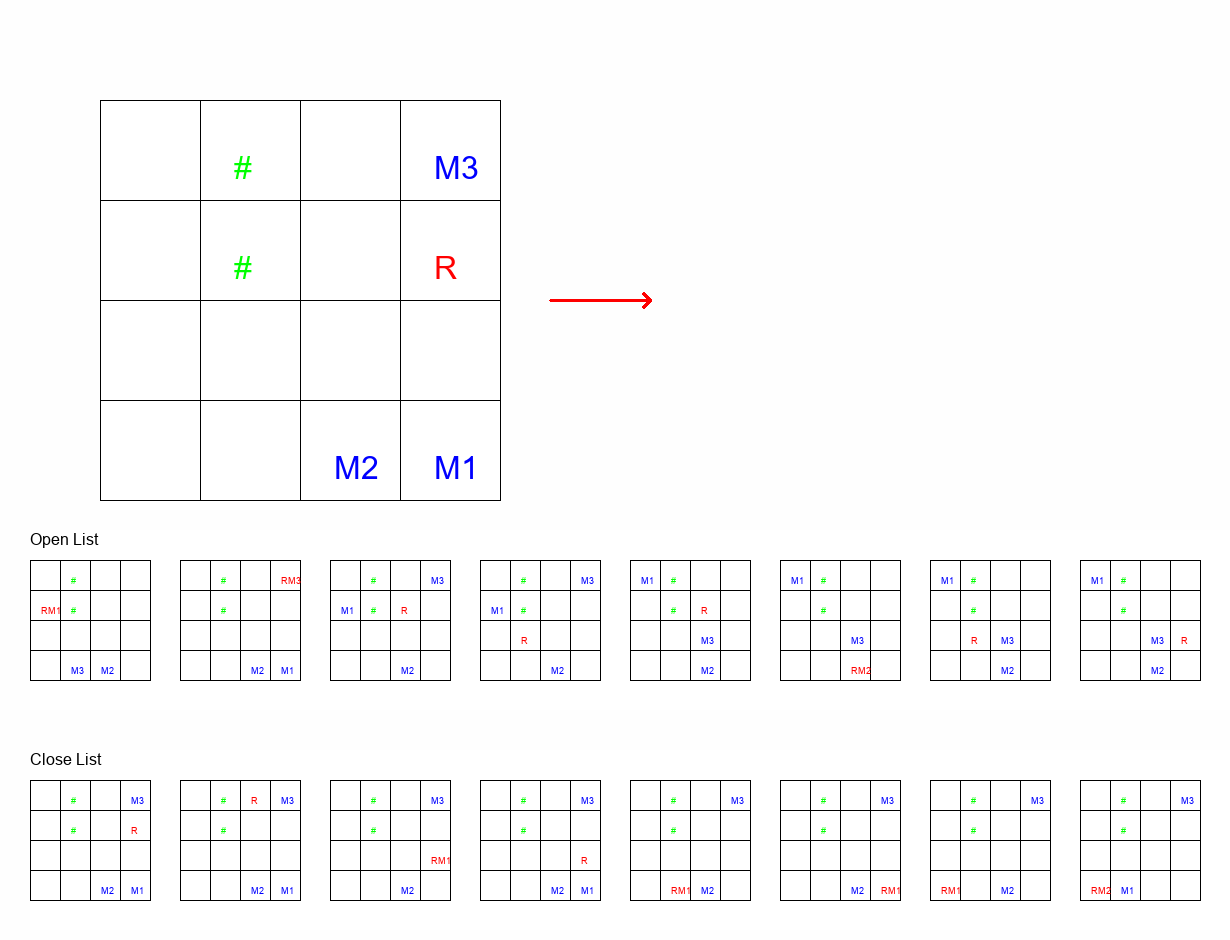 # M3
# R
M2 M1
Open List
# # RM3 # M3 # M3 M1 # M1 # M1 # M1 #
RM1 # # M1 # R M1 # # R # # #
R M3 M3 R M3 M3 R
M3 M2 M2 M1 M2 M2 M2 RM2 M2 M2
Close List
# M3 # R M3 # M3 # M3 # M3 # M3 # M3 # M3
# R # # # # # # #
RM1 R
M2 M1 M2 M1 M2 M2 M1 RM1 M2 M2 RM1 RM1 M2 RM2 M1